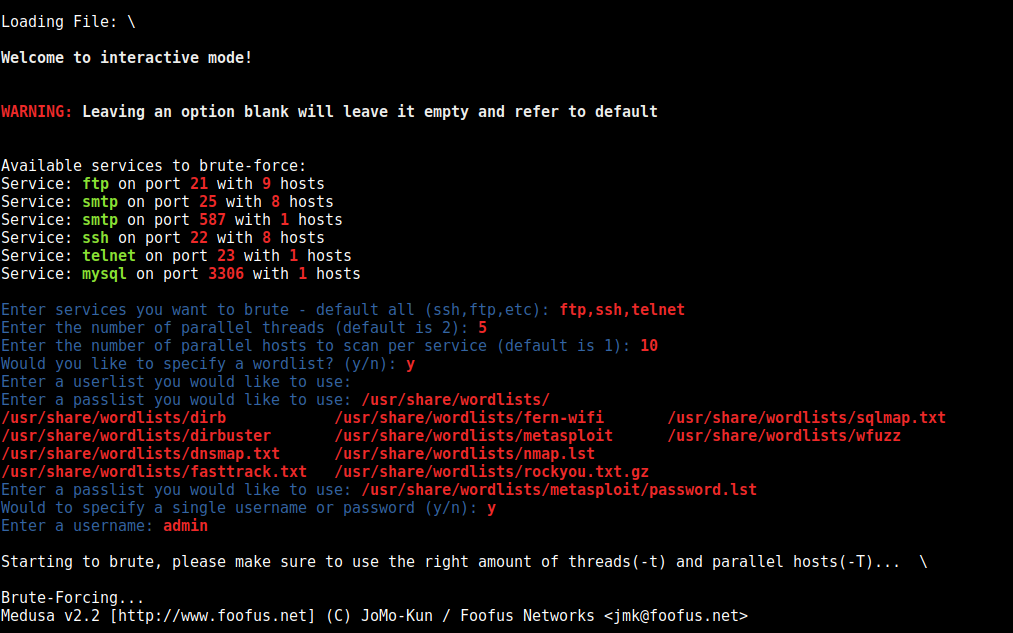 Loading File: \
Welcome to interactive mode!
WARNING: Leaving an option blank will leave it empty and refer to default
Available services to brute-force:
Service: ftp on port 21 with 9 hosts
Service: smtp on port 25 with 8 hosts
Service: smtp on port 587 with 1 hosts
Service: ssh on port 22 with 8 hosts
Service: telnet on port 23 with 1 hosts
Service: mysql on port 3306 with 1 hosts
Enter services you want to brute - default all (ssh,ftp,etc): ftp,ssh,telnet
Enter the number of parallel threads (default is 2): 5
Enter the number of parallel hosts to scan per service (default is 1): 10
Would you like to specify a wordlist? (y/n): y
Enter a userlist you would like to use:
Enter a passlist you would like to use: /usr/share/wordlists/
/usr/share/wordlists/dirb /usr/share/wordlists/fern-wifi /usr/share/wordlists/sqlmap.txt
/usr/share/wordlists/dirbuster /usr/share/wordlists/metasploit /usr/share/wordlists/wfuzz
/usr/share/wordlists/dnsmap.txt /usr/share/wordlists/nmap.lst
/usr/share/wordlists/fasttrack.txt /usr/share/wordlists/rockyou.txt.gz
Enter a passlist you would like to use: /usr/share/wordlists/metasploit/password.lst
Would to specify a single username or password (y/n): y
Enter a username: admin
Starting to brute, please make sure to use the right amount of threads(-t) and parallel hosts(-T)... \
Brute-Forcing...
Medusa v2.2 [http://www.foofus.net] (C) JoMo-Kun / Foofus Networks <jmk@foofus.net>